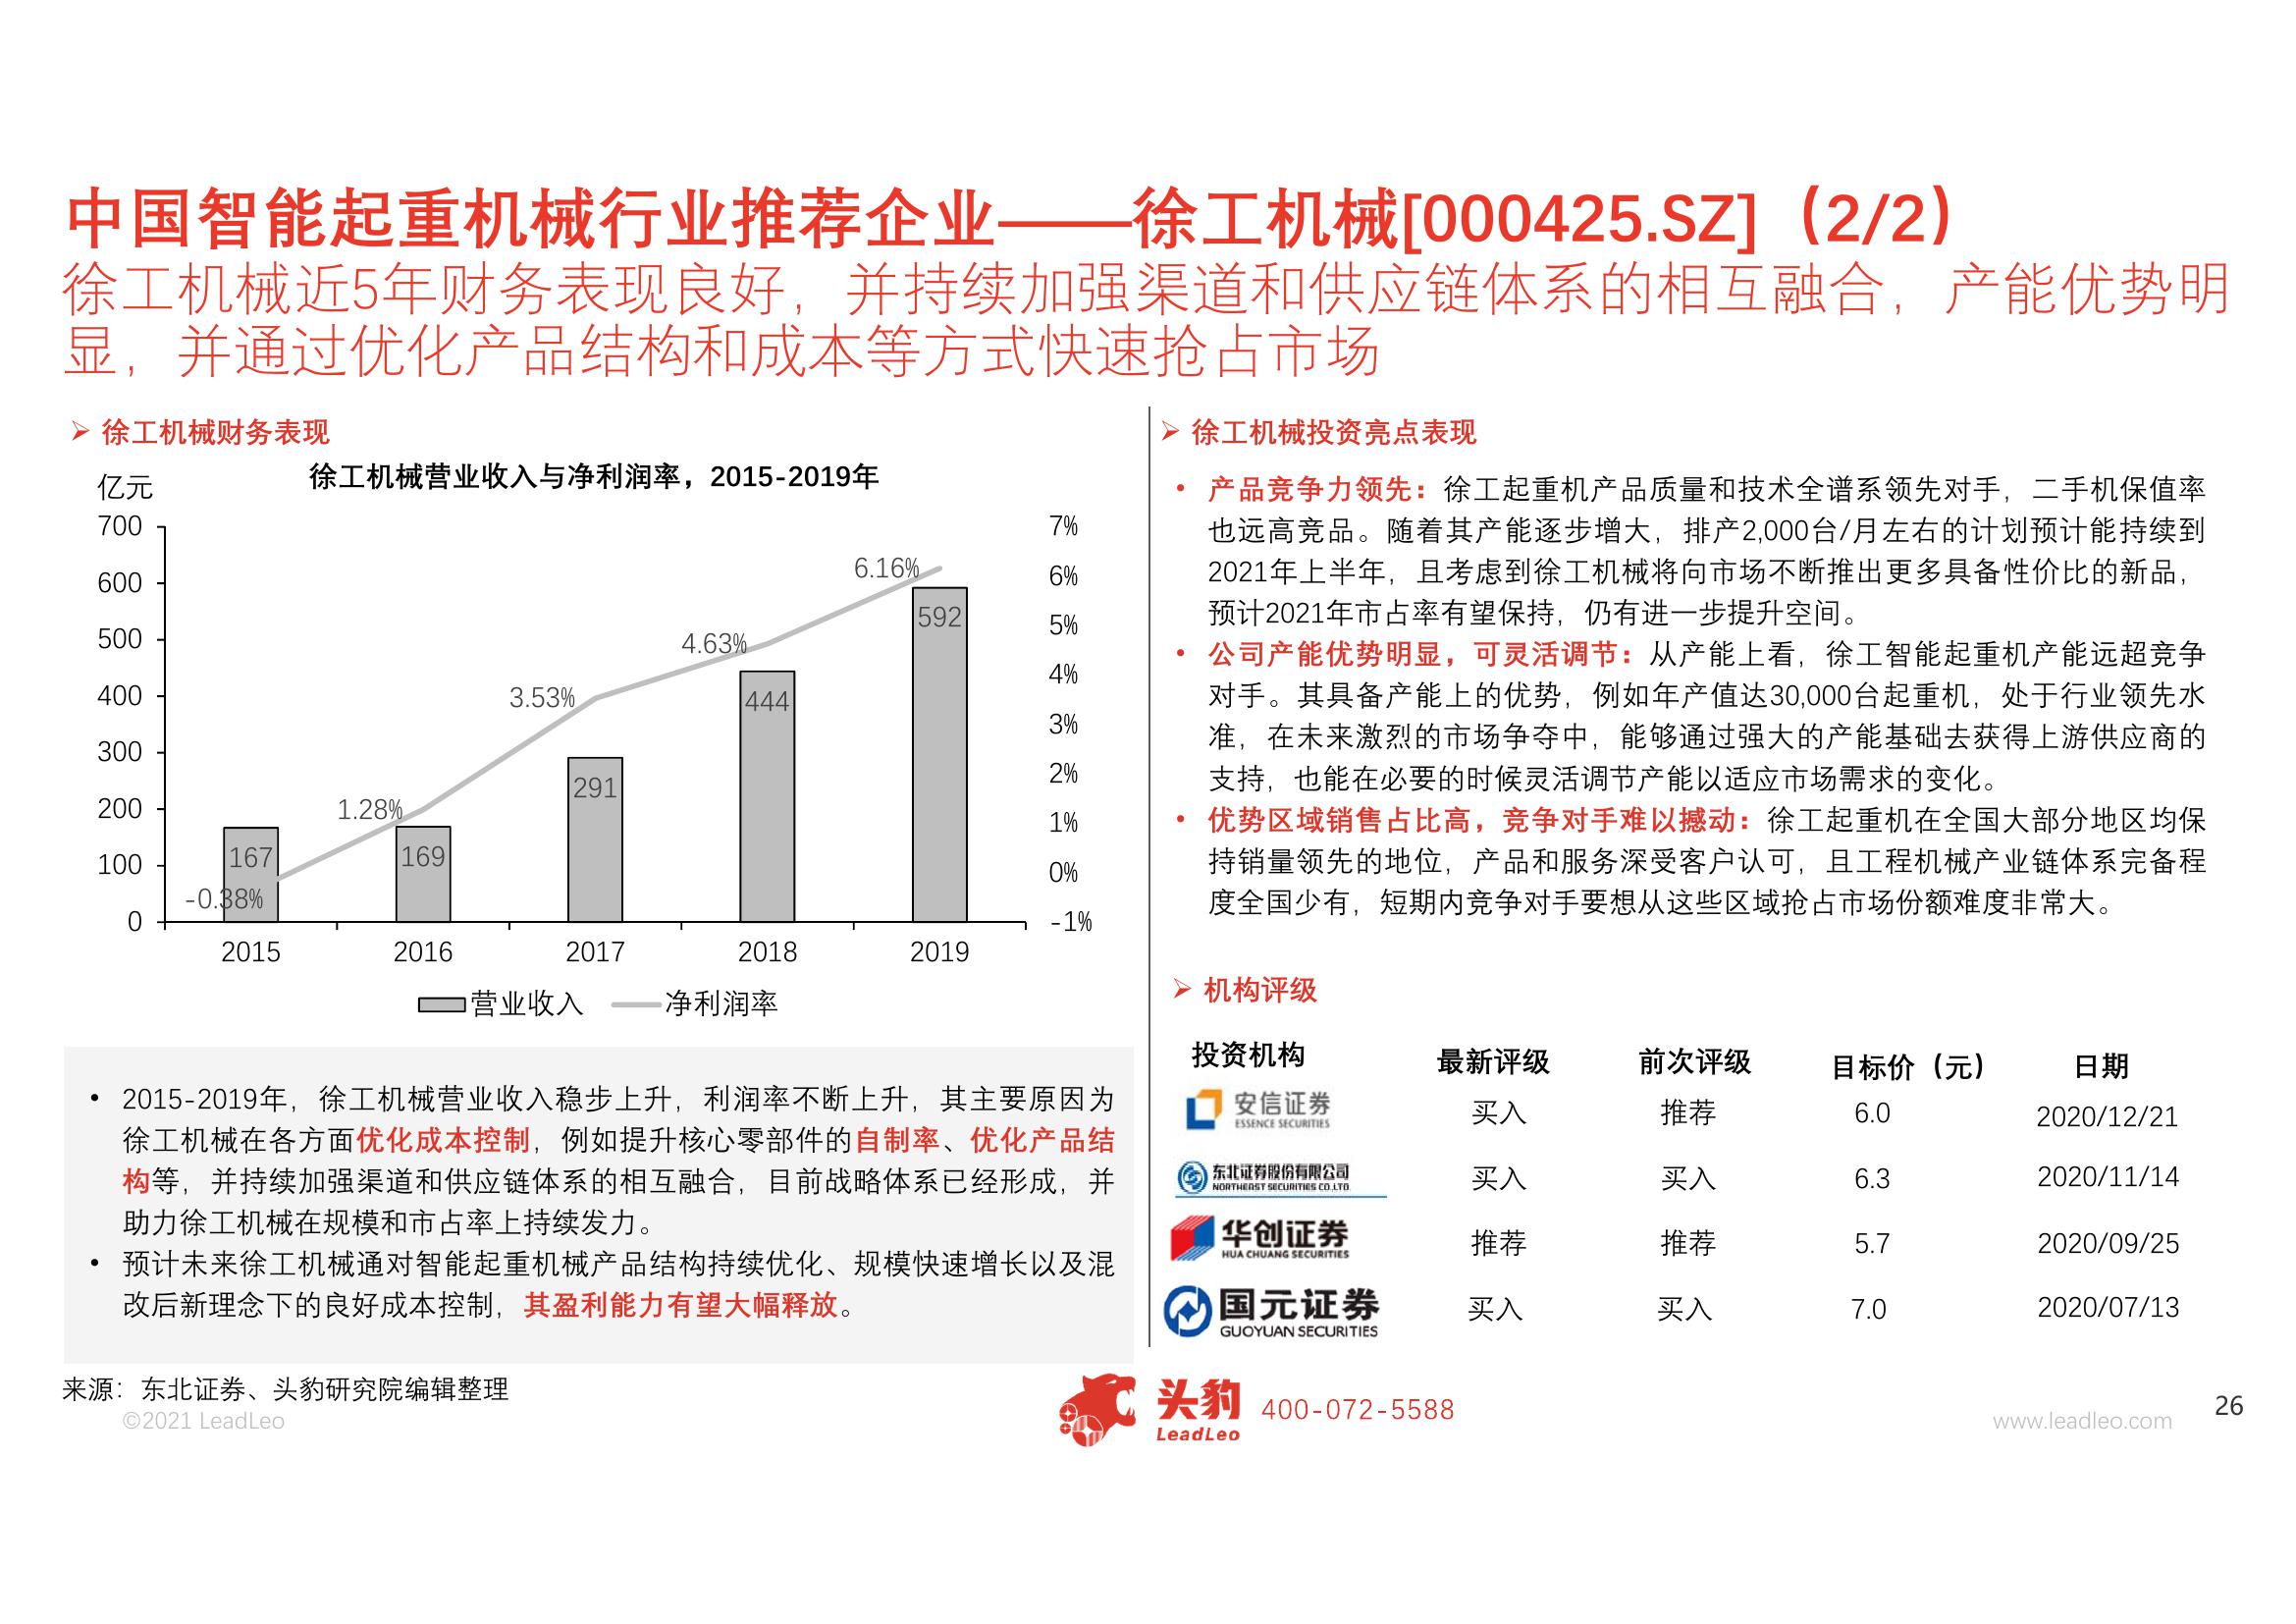 中国智能起重机械行业推荐企业——徐工机械[000425.SZ]（2/2）
徐工机械近5年财务表现良好，并持续加强渠道和供应链体系的相互融合，产能优势明
显，并通过优化产品结构和成本等方式快速抢占市场
徐工机械财务表现
徐工机械营业收入与净利润率，2015-2019年
亿元
700
600
500
400
300
200
100
0
7%
6%
5%
4%
3%
2%
1%
0%
-1%
-0.38%
1.28%
3.53%
4.63%
6.16%
167
169
291
444
592
2015
2016
2017
2018
2019
营业收入
净利润率
• 2015-2019年，徐工机械营业收入稳步上升，利润率不断上升，其主要原因为
徐工机械在各方面优化成本控制，例如提升核心零部件的自制率、优化产品结
构等，并持续加强渠道和供应链体系的相互融合，目前战略体系已经形成，并
助力徐工机械在规模和市占率上持续发力。
• 预计未来徐工机械通对智能起重机械产品结构持续优化、规模快速增长以及混
改后新理念下的良好成本控制，其盈利能力有望大幅释放。
徐工机械投资亮点表现
• 产品竞争力领先：徐工起重机产品质量和技术全谱系领先对手，二手机保值率
也远高竞品。随着其产能逐步增大，排产2,000台/月左右的计划预计能持续到
2021年上半年，且考虑到徐工机械将向市场不断推出更多具备性价比的新品，
预计2021年市占率有望保持，仍有进一步提升空间。
• 公司产能优势明显，可灵活调节：从产能上看，徐工智能起重机产能远超竞争
对手。其具备产能上的优势，例如年产值达30,000台起重机，处于行业领先水
准，在未来激烈的市场争夺中，能够通过强大的产能基础去获得上游供应商的
支持，也能在必要的时候灵活调节产能以适应市场需求的变化。
• 优势区域销售占比高，竞争对手难以撼动：徐工起重机在全国大部分地区均保
持销量领先的地位，产品和服务深受客户认可，且工程机械产业链体系完备程
度全国少有，短期内竞争对手要想从这些区域抢占市场份额难度非常大。
机构评级
投资机构 最新评级 前次评级 目标价（元） 日期
安信证券 买入 推荐 6.0 2020/12/21
ESSENCE SECURITIES
东北证券股份有限公司 买入 买入 6.3 2020/11/14
NORTHEAST SECURITIES CO.,LTD.
华创证券 推荐 推荐 5.7 2020/09/25
HUA CHUANG SECURITIES
国元证券 买入 买入 7.0 2020/07/13
GUOYUAN SECURITIES
来源：东北证券、头豹研究院编辑整理
©2021 LeadLeo
头豹
LeadLeo
400-072-5588
www.leadleo.com
26